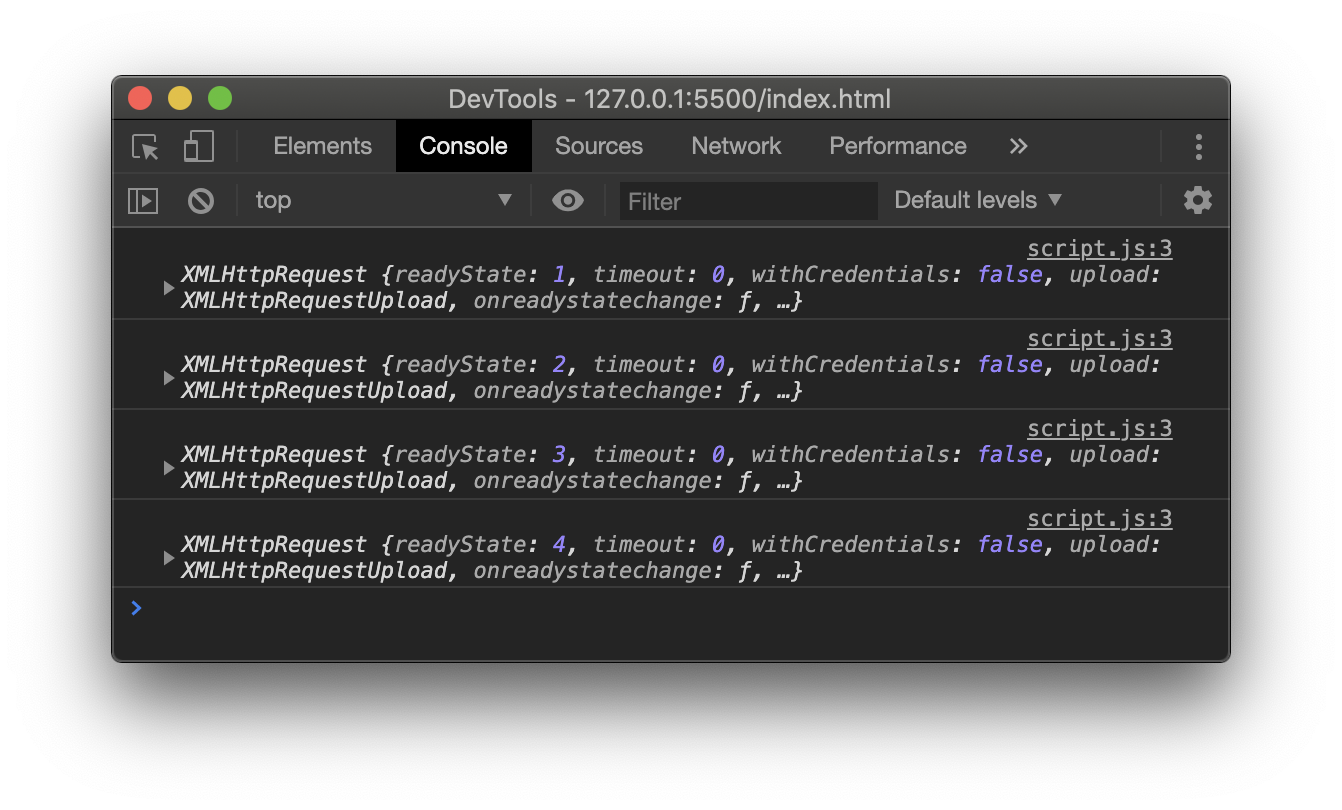 DevTools - 127.0.0.1:5500/index.html
Elements Console Sources Network Performance »
top ▼ Filter Default levels ▼
script.js:3
XMLHttpRequest {readyState: 1, timeout: 0, withCredentials: false, upload:
XMLHttpRequestUpload, onreadystatechange: ƒ, …}
script.js:3
XMLHttpRequest {readyState: 2, timeout: 0, withCredentials: false, upload:
XMLHttpRequestUpload, onreadystatechange: ƒ, …}
script.js:3
XMLHttpRequest {readyState: 3, timeout: 0, withCredentials: false, upload:
XMLHttpRequestUpload, onreadystatechange: ƒ, …}
script.js:3
XMLHttpRequest {readyState: 4, timeout: 0, withCredentials: false, upload:
XMLHttpRequestUpload, onreadystatechange: ƒ, …}